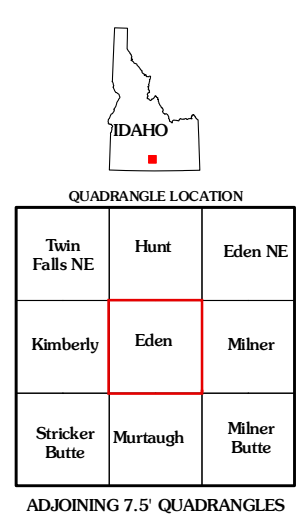 IDAHO
QUADRANGLE LOCATION
Twin
Falls NE
Hunt
Eden NE
Kimberly
Eden
Milner
Stricker
Butte
Murtaugh
Milner
Butte
ADJOINING 7.5' QUADRANGLES